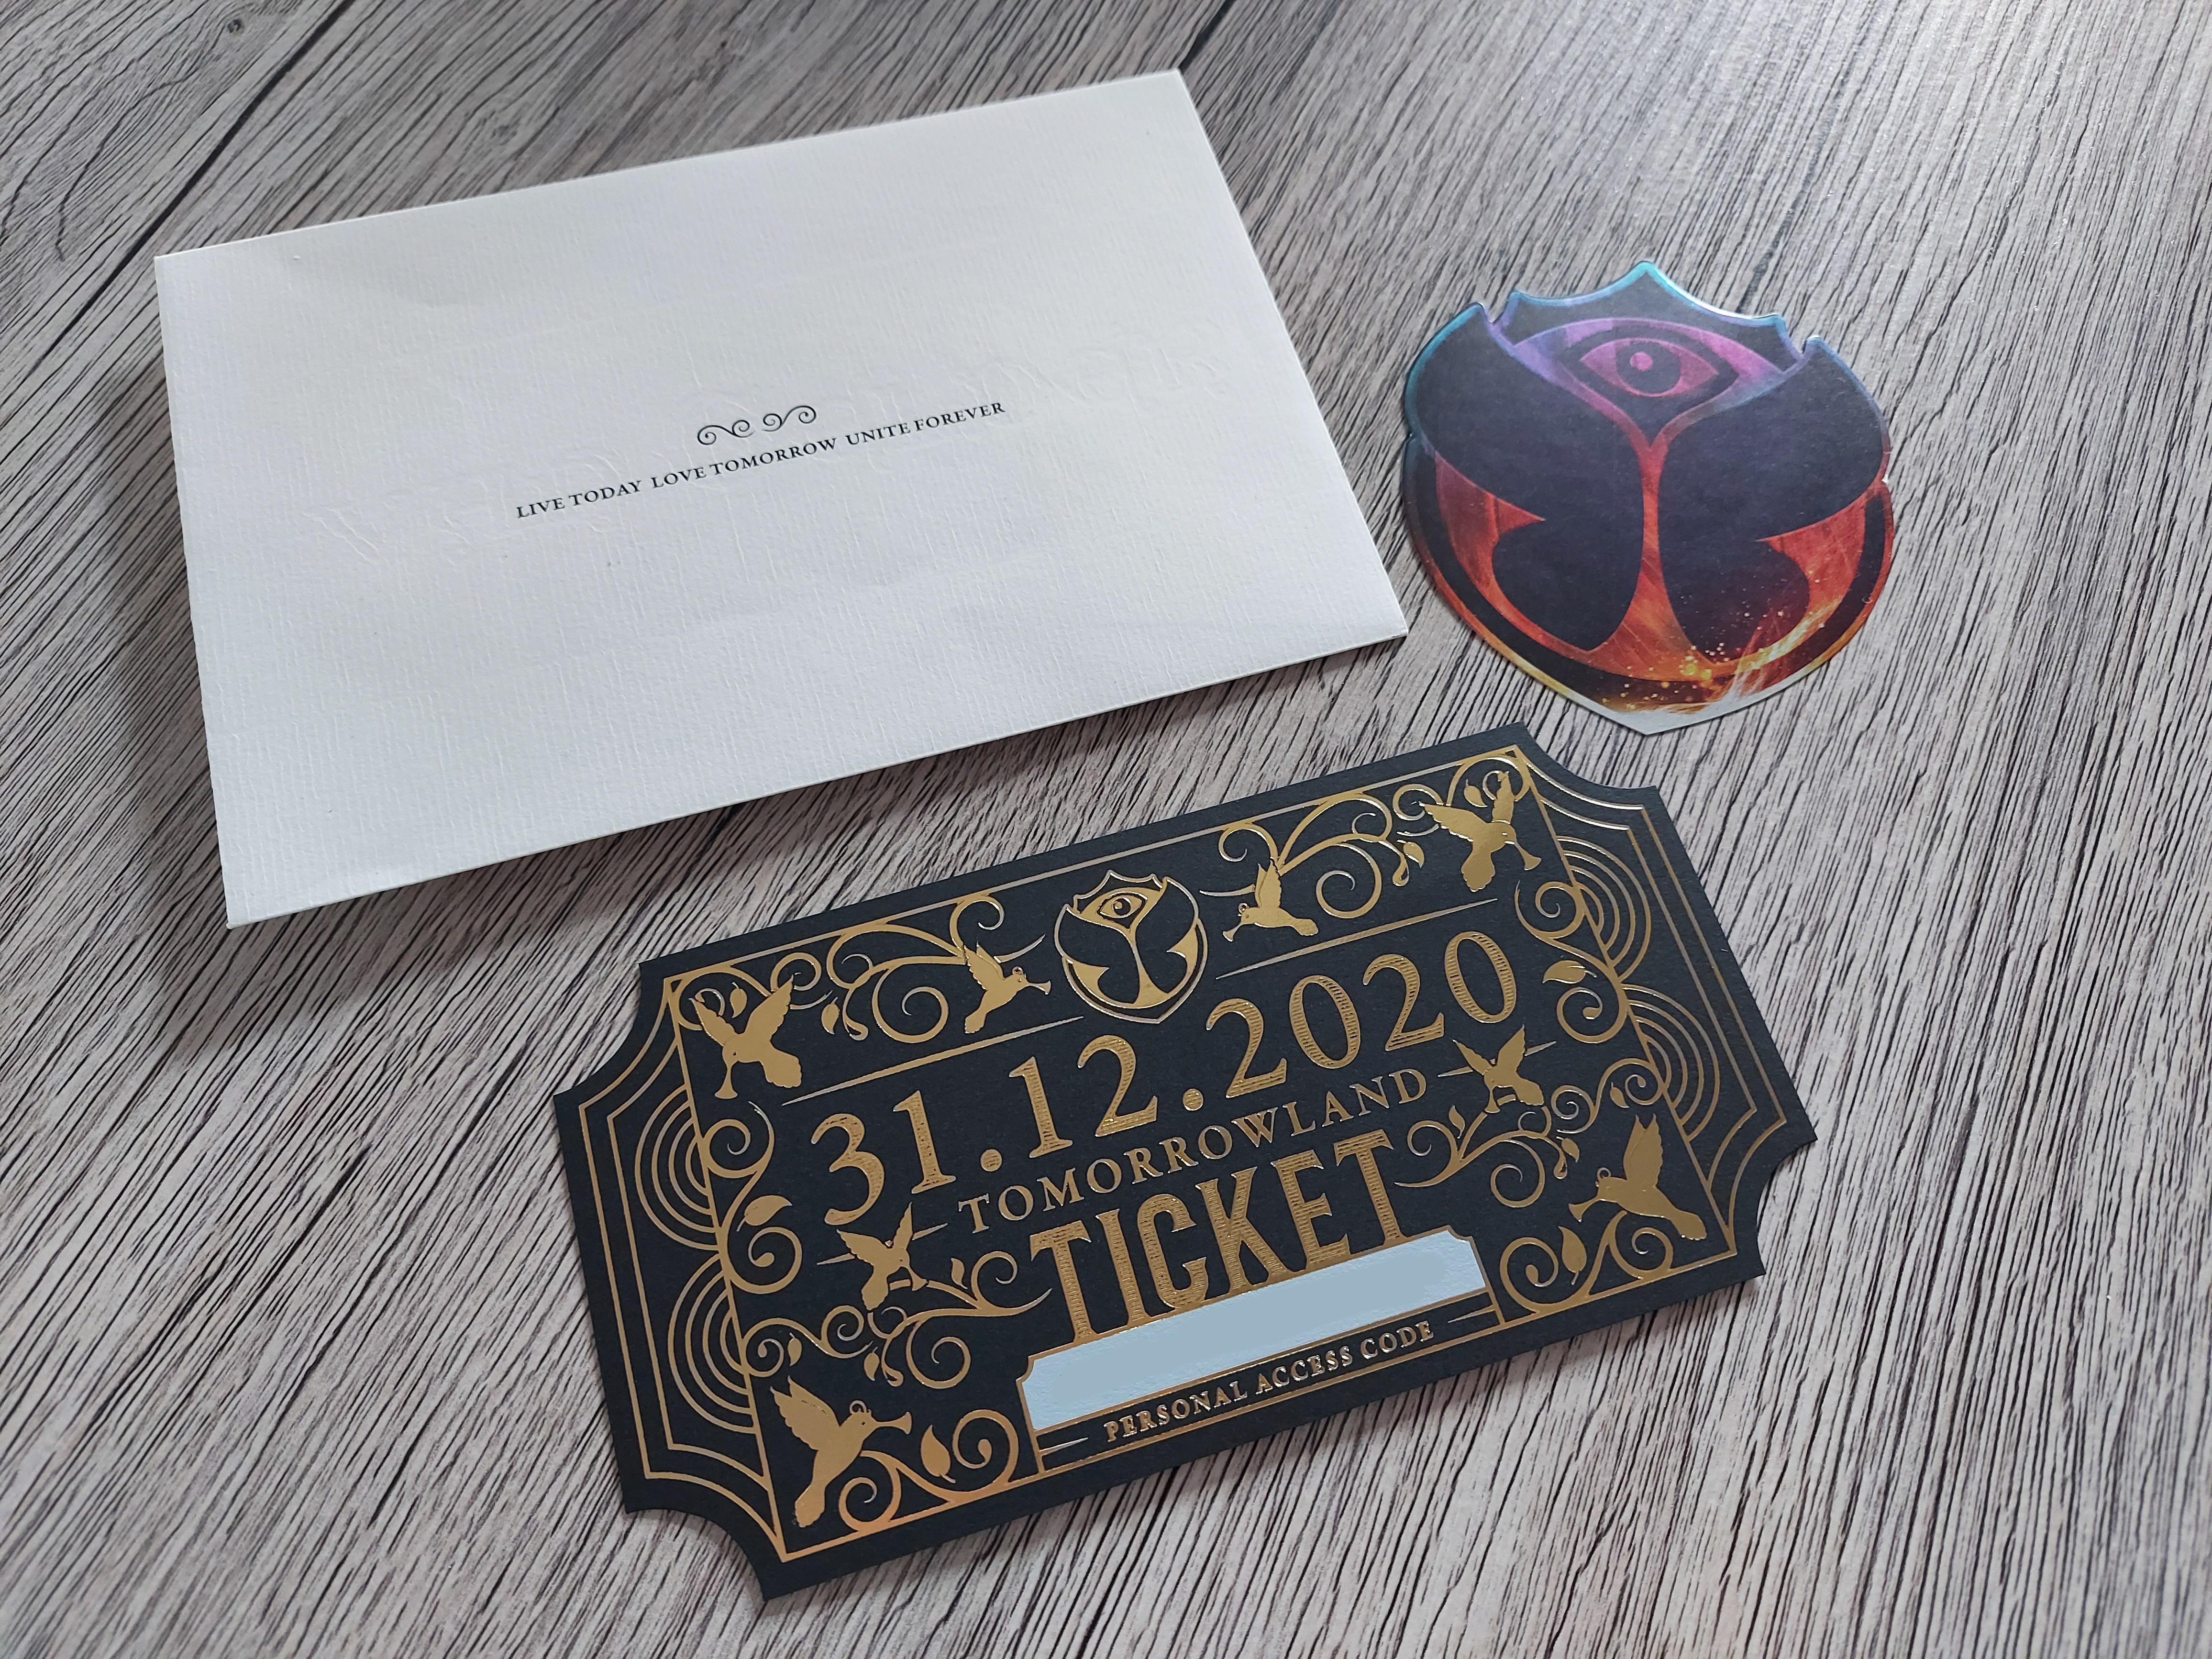 LIVE TODAY LOVE TOMORROW UNITE FOREVER
31.12.2020
TOMORROWLAND
TICKET
PERSONAL ACCESS CODE